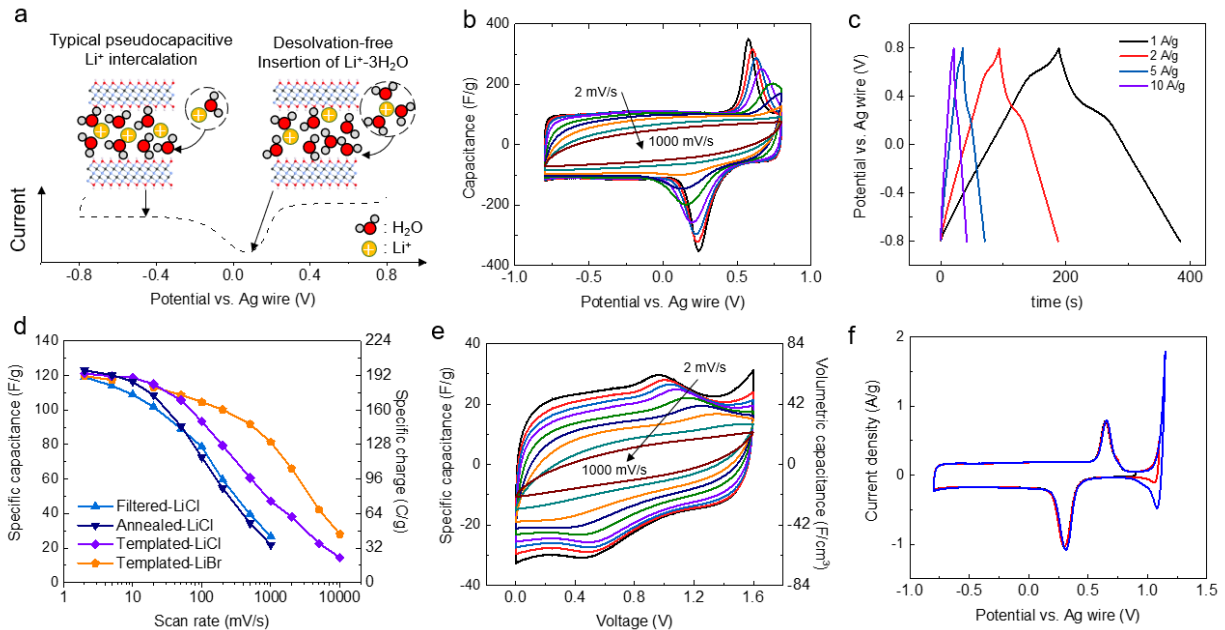 a
Typical pseudocapacitive
Li⁺ intercalation
Desolvation-free
Insertion of Li⁺-3H₂O
Current
: H₂O
: Li⁺
-0.8 -0.4 0.0 0.4 0.8
Potential vs. Ag wire (V)
b
Capacitance (F/g)
400
200
0
-200
-400
2 mV/s
1000 mV/s
-1.0 -0.5 0.0 0.5 1.0
Potential vs. Ag wire (V)
c
Potential vs. Ag wire (V)
0.8
0.4
0.0
-0.4
-0.8
1 A/g
2 A/g
5 A/g
10 A/g
0 200 400
time (s)
d
Specific capacitance (F/g)
140
120
100
80
60
40
20
0
Filtered-LiCl
Annealed-LiCl
Templated-LiCl
Templated-LiBr
224
192
160
128
96
64
32
0
Specific charge (C/g)
1 10 100 1000 10000
Scan rate (mV/s)
e
Specific capacitance (F/g)
40
20
0
-20
-40
2 mV/s
1000 mV/s
84
42
0
-42
-84
Volumetric capacitance (F/cm³)
0.0 0.4 0.8 1.2 1.6
Voltage (V)
f
Current density (A/g)
2
1
0
-1
-1.0 -0.5 0.0 0.5 1.0 1.5
Potential vs. Ag wire (V)